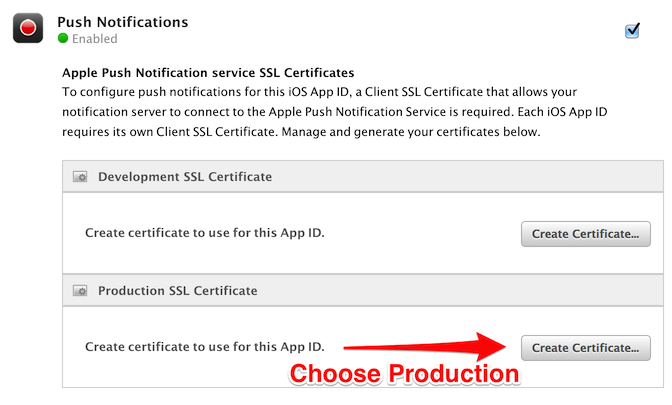 Push Notifications
Enabled
Apple Push Notification service SSL Certificates
To configure push notifications for this iOS App ID, a Client SSL Certificate that allows your
notification server to connect to the Apple Push Notification Service is required. Each iOS App ID
requires its own Client SSL Certificate. Manage and generate your certificates below.
Development SSL Certificate
Create certificate to use for this App ID.
Create Certificate...
Production SSL Certificate
Create certificate to use for this App ID.
Create Certificate...
Choose Production